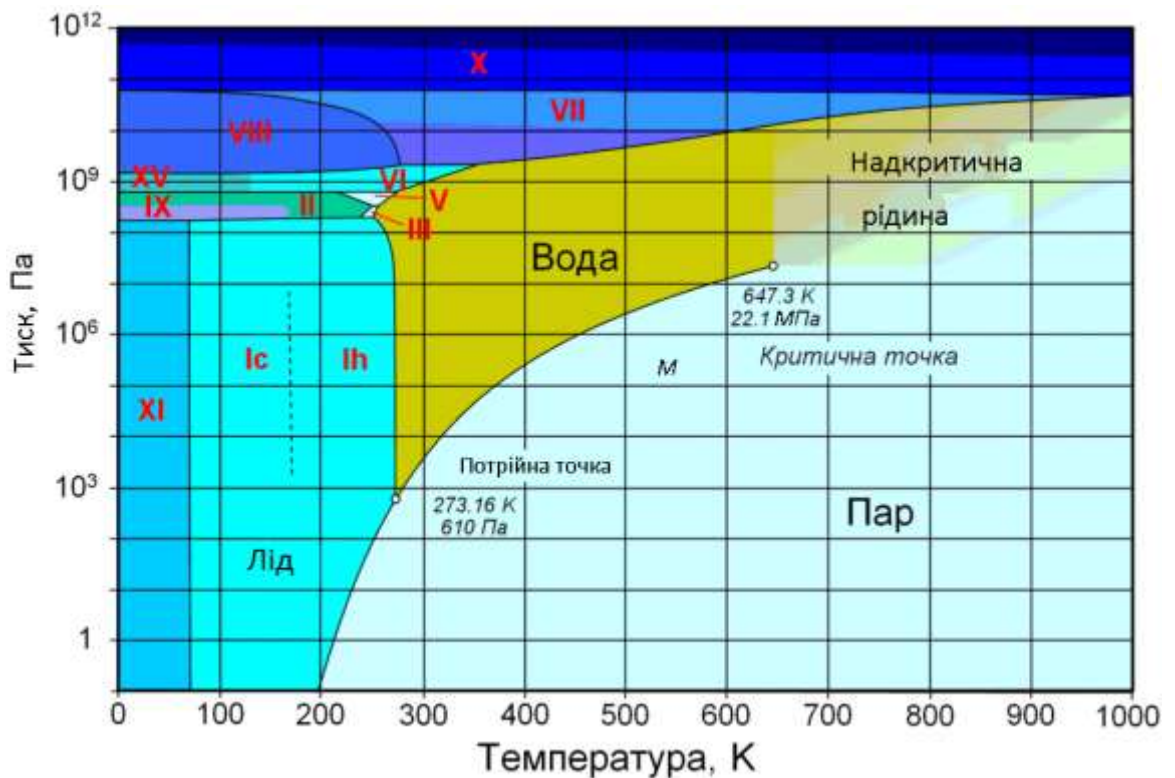 10¹²
10⁹
10⁶
10³
1
Тиск, Па
X
VII
VIII
XV
VI
V
IX
II
III
Надкритична
рідина
Вода
647.3 K
22.1 МПа
Критична точка
М
Ic
Ih
XI
Потрійна точка
273.16 K
610 Па
Пар
Лід
0 100 200 300 400 500 600 700 800 900 1000
Температура, K